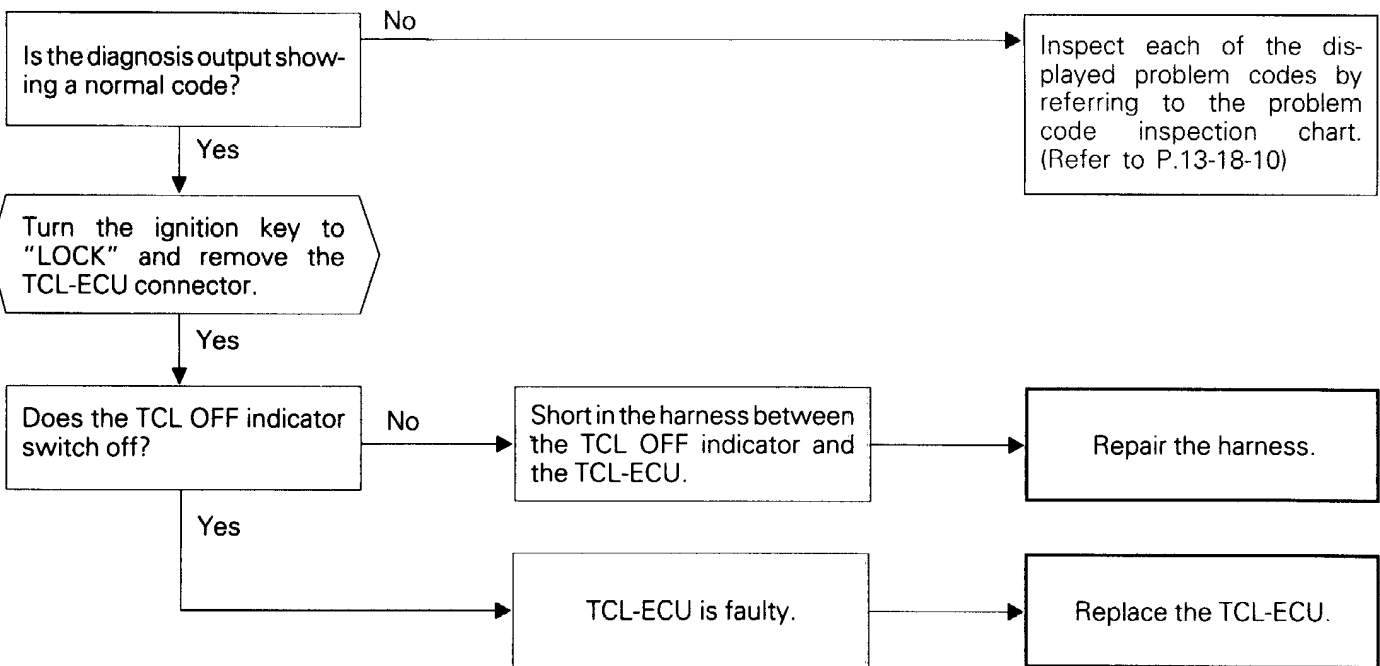 Is the diagnosis output show-
ing a normal code?
No
Inspect each of the dis-
played problem codes by
referring to the problem
code inspection chart.
(Refer to P.13-18-10)
Yes
Turn the ignition key to
"LOCK" and remove the
TCL-ECU connector.
Yes
Does the TCL OFF indicator
switch off?
No
Short in the harness between
the TCL OFF indicator and
the TCL-ECU.
Repair the harness.
Yes
TCL-ECU is faulty.
Replace the TCL-ECU.